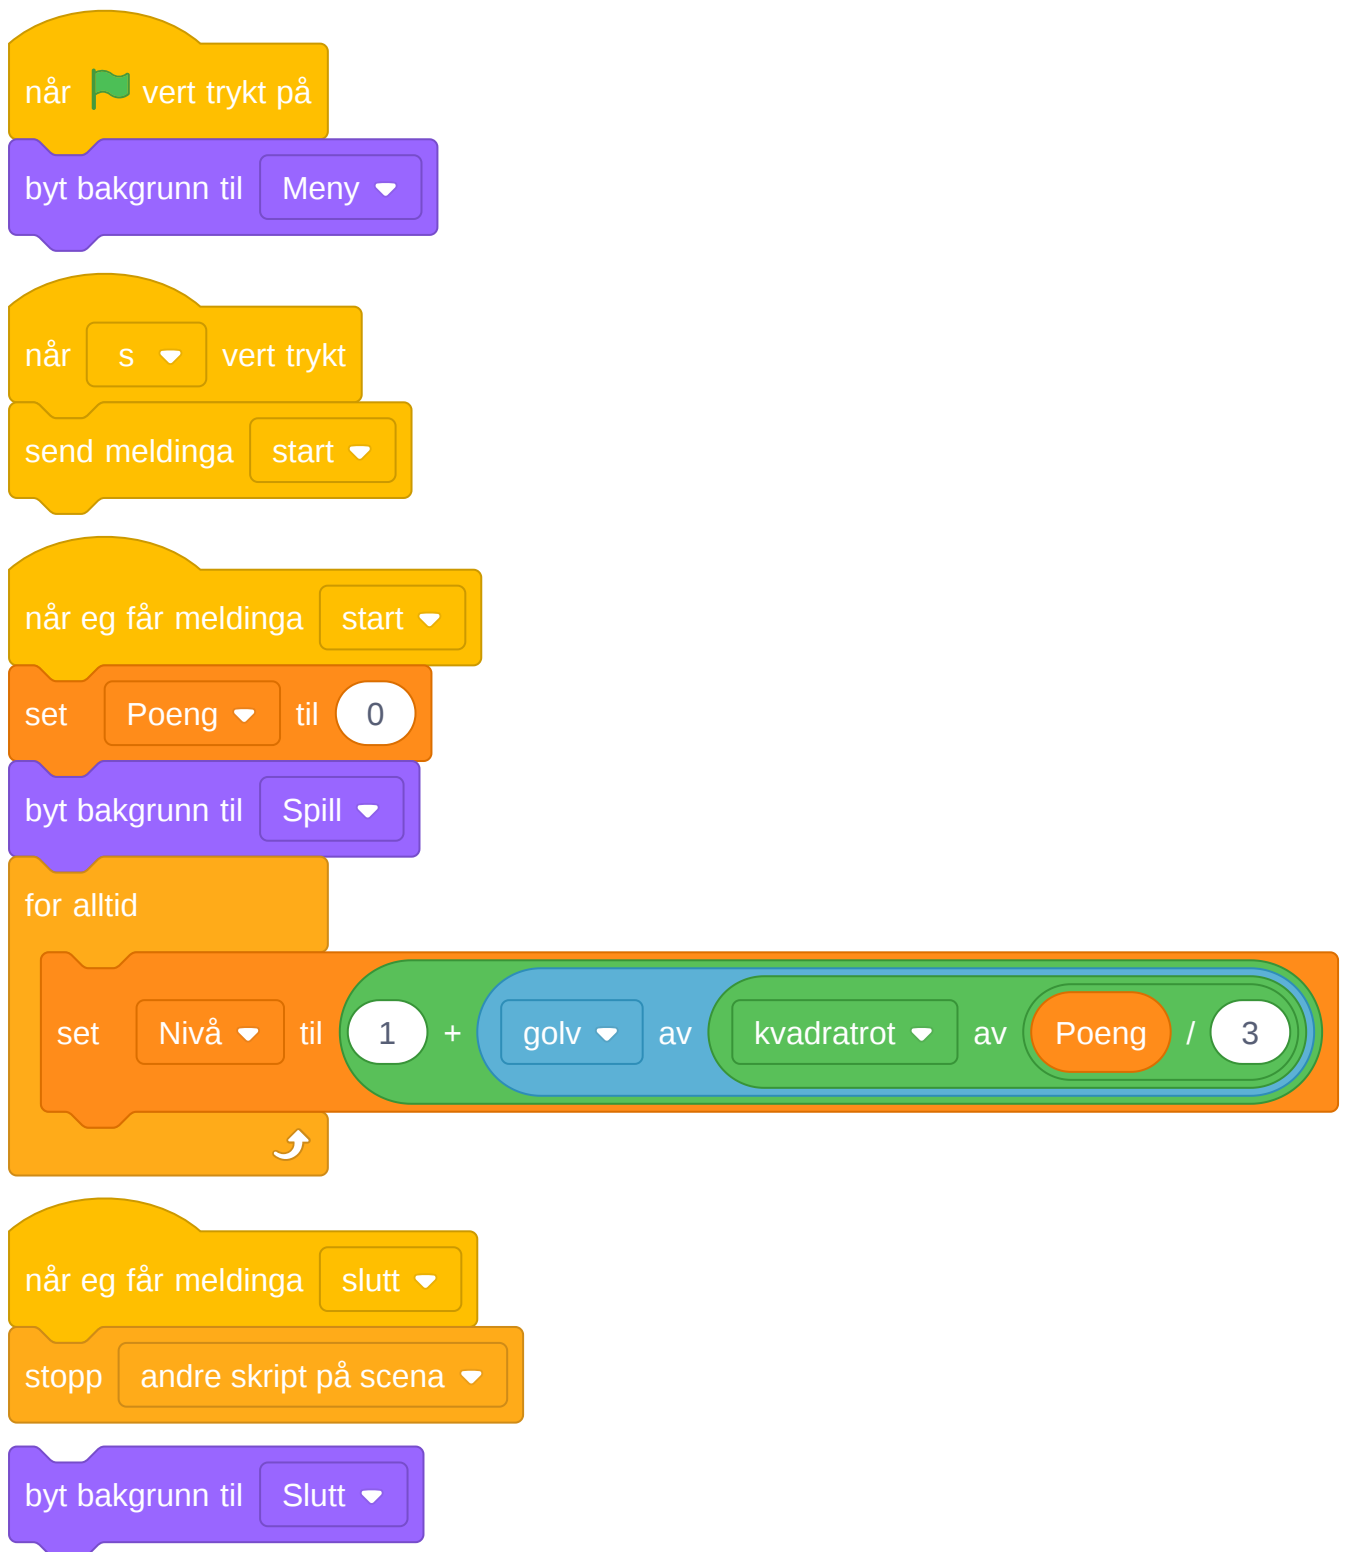 når vert trykt på
byt bakgrunn til Meny
når s vert trykt
send meldinga start
når eg får meldinga start
set Poeng til 0
byt bakgrunn til Spill
for alltid
set Nivå til 1 + golv av kvadratrot av Poeng / 3
når eg får meldinga slutt
stopp andre skript på scena
byt bakgrunn til Slutt